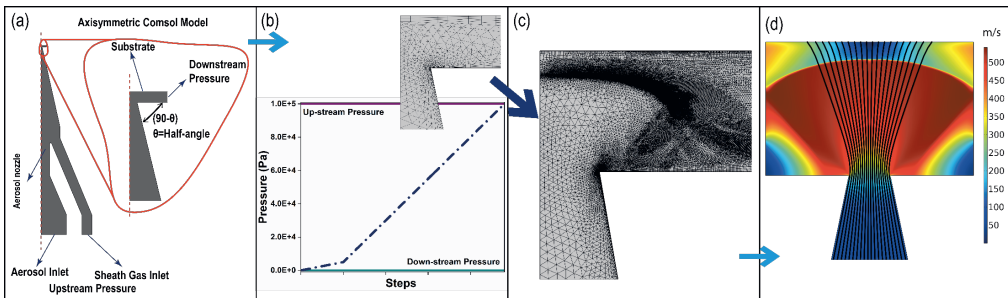 (a)
Axisymmetric Comsol Model
Substrate
Downstream
Pressure
(90-θ)
θ=Half-angle
Aerosol nozzle
Aerosol Inlet
Sheath Gas Inlet
Upstream Pressure
(b)
Pressure (Pa)
1.0E+5
8.0E+4
6.0E+4
4.0E+4
2.0E+4
0.0E+0
Up-stream Pressure
Down-stream Pressure
Steps
(c)
(d)
m/s
500
450
400
350
300
250
200
150
100
50